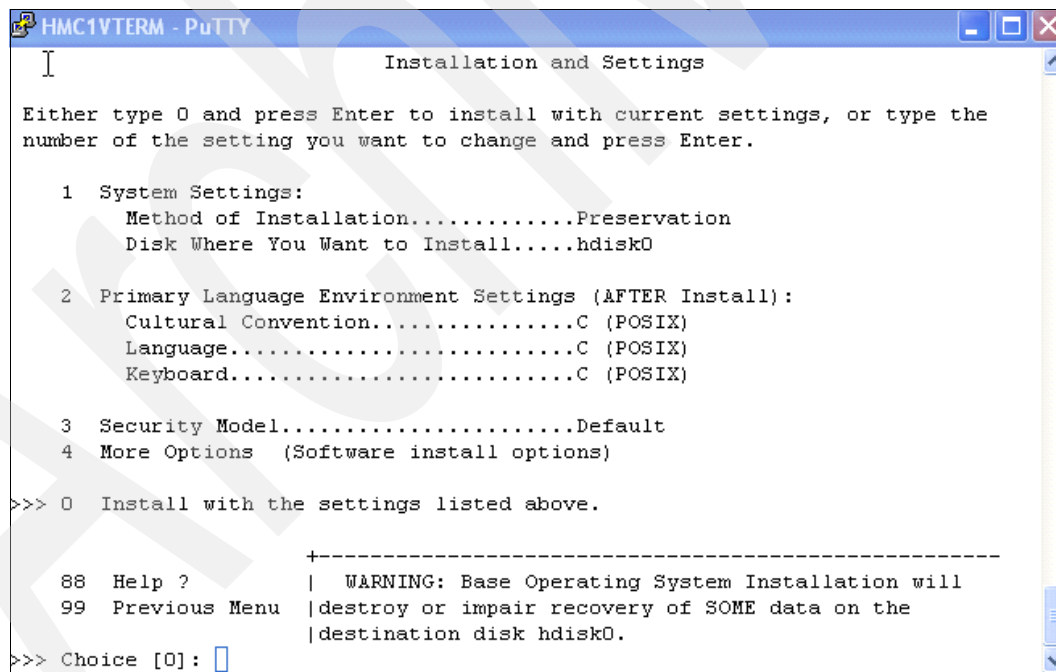 HMC1VTERM - PuTTY
Installation and Settings
Either type 0 and press Enter to install with current settings, or type the
number of the setting you want to change and press Enter.
1 System Settings:
Method of Installation.............Preservation
Disk Where You Want to Install.....hdisk0
2 Primary Language Environment Settings (AFTER Install):
Cultural Convention................C (POSIX)
Language...........................C (POSIX)
Keyboard...........................C (POSIX)
3 Security Model.......................Default
4 More Options (Software install options)
>>> 0 Install with the settings listed above.
+-----------------------------------------------------
88 Help ? | WARNING: Base Operating System Installation will
99 Previous Menu |destroy or impair recovery of SOME data on the
|destination disk hdisk0.
>>> Choice [0]: